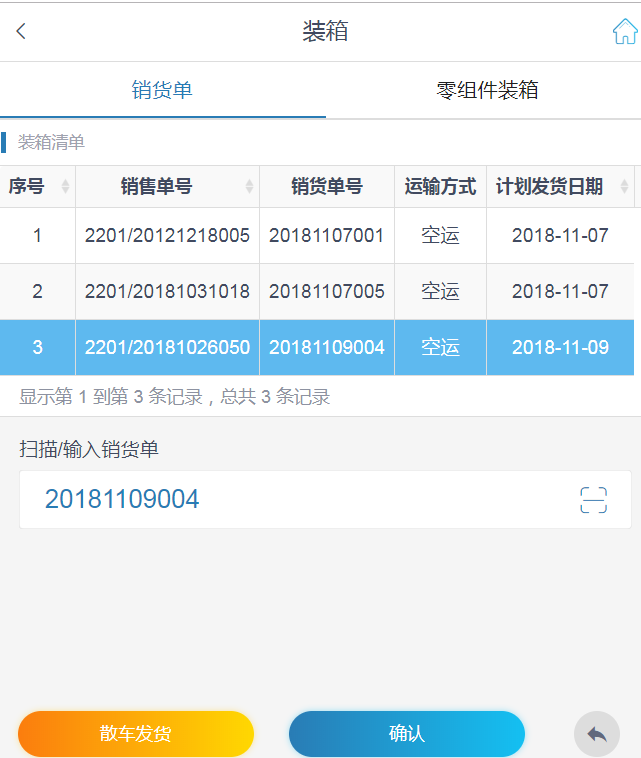 装箱
销货单 零组件装箱
装箱清单
序号 销售单号 销货单号 运输方式 计划发货日期
1 2201/20121218005 20181107001 空运 2018-11-07
2 2201/20181031018 20181107005 空运 2018-11-07
3 2201/20181026050 20181109004 空运 2018-11-09
显示第 1 到第 3 条记录，总共 3 条记录
扫描/输入销货单
20181109004
散车发货 确认